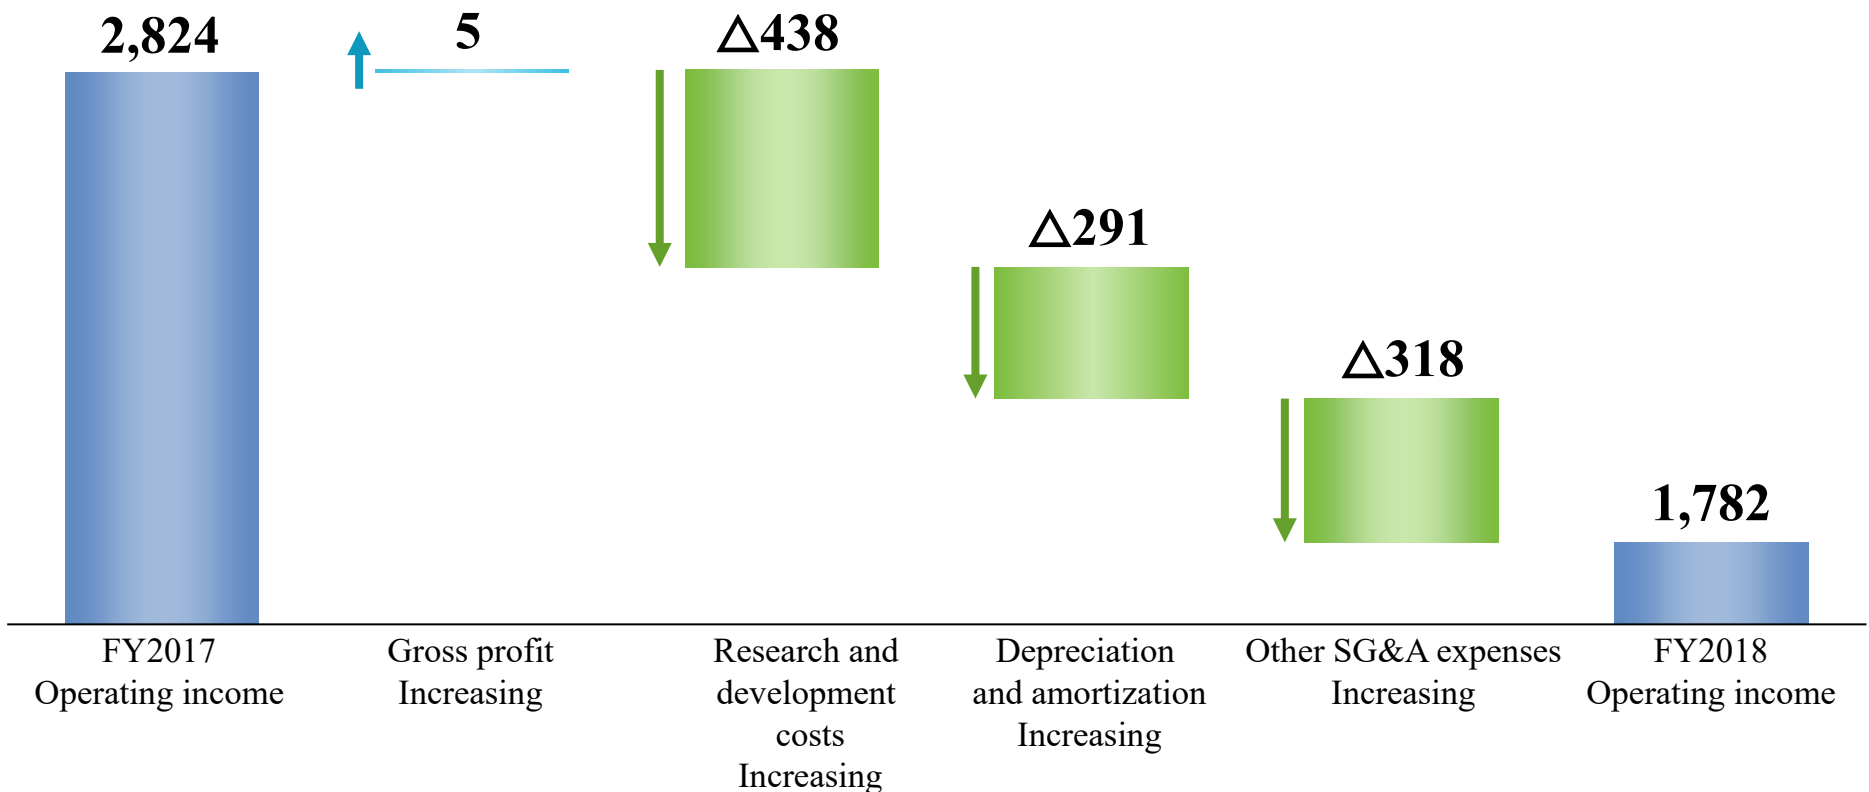 2,824
5
△438
△291
△318
1,782
FY2017
Operating income
Gross profit
Increasing
Research and
development
costs
Increasing
Depreciation
and amortization
Increasing
Other SG&A expenses
Increasing
FY2018
Operating income